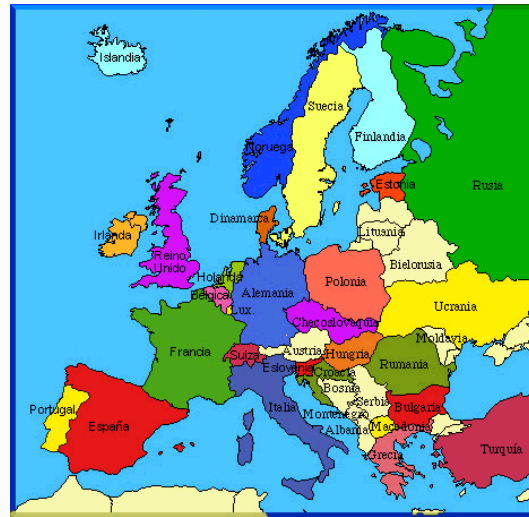 Islandia
Suecia
Noruega
Finlandia
Rusia
Estonia
Dinamarca
Lituania
Irlanda
Reino
Unido
Bielorusia
Holanda
Belgica
Lux.
Alemania
Polonia
Ucrania
Checoslovaquia
Moldavia
Francia
Suiza
Austria
Hungria
Rumania
Eslovenia
Croacia
Bosnia
Serbia
Italia
Portugal
España
Montenegro
Bulgaria
Albania
Macedonia
Grecia
Turquía